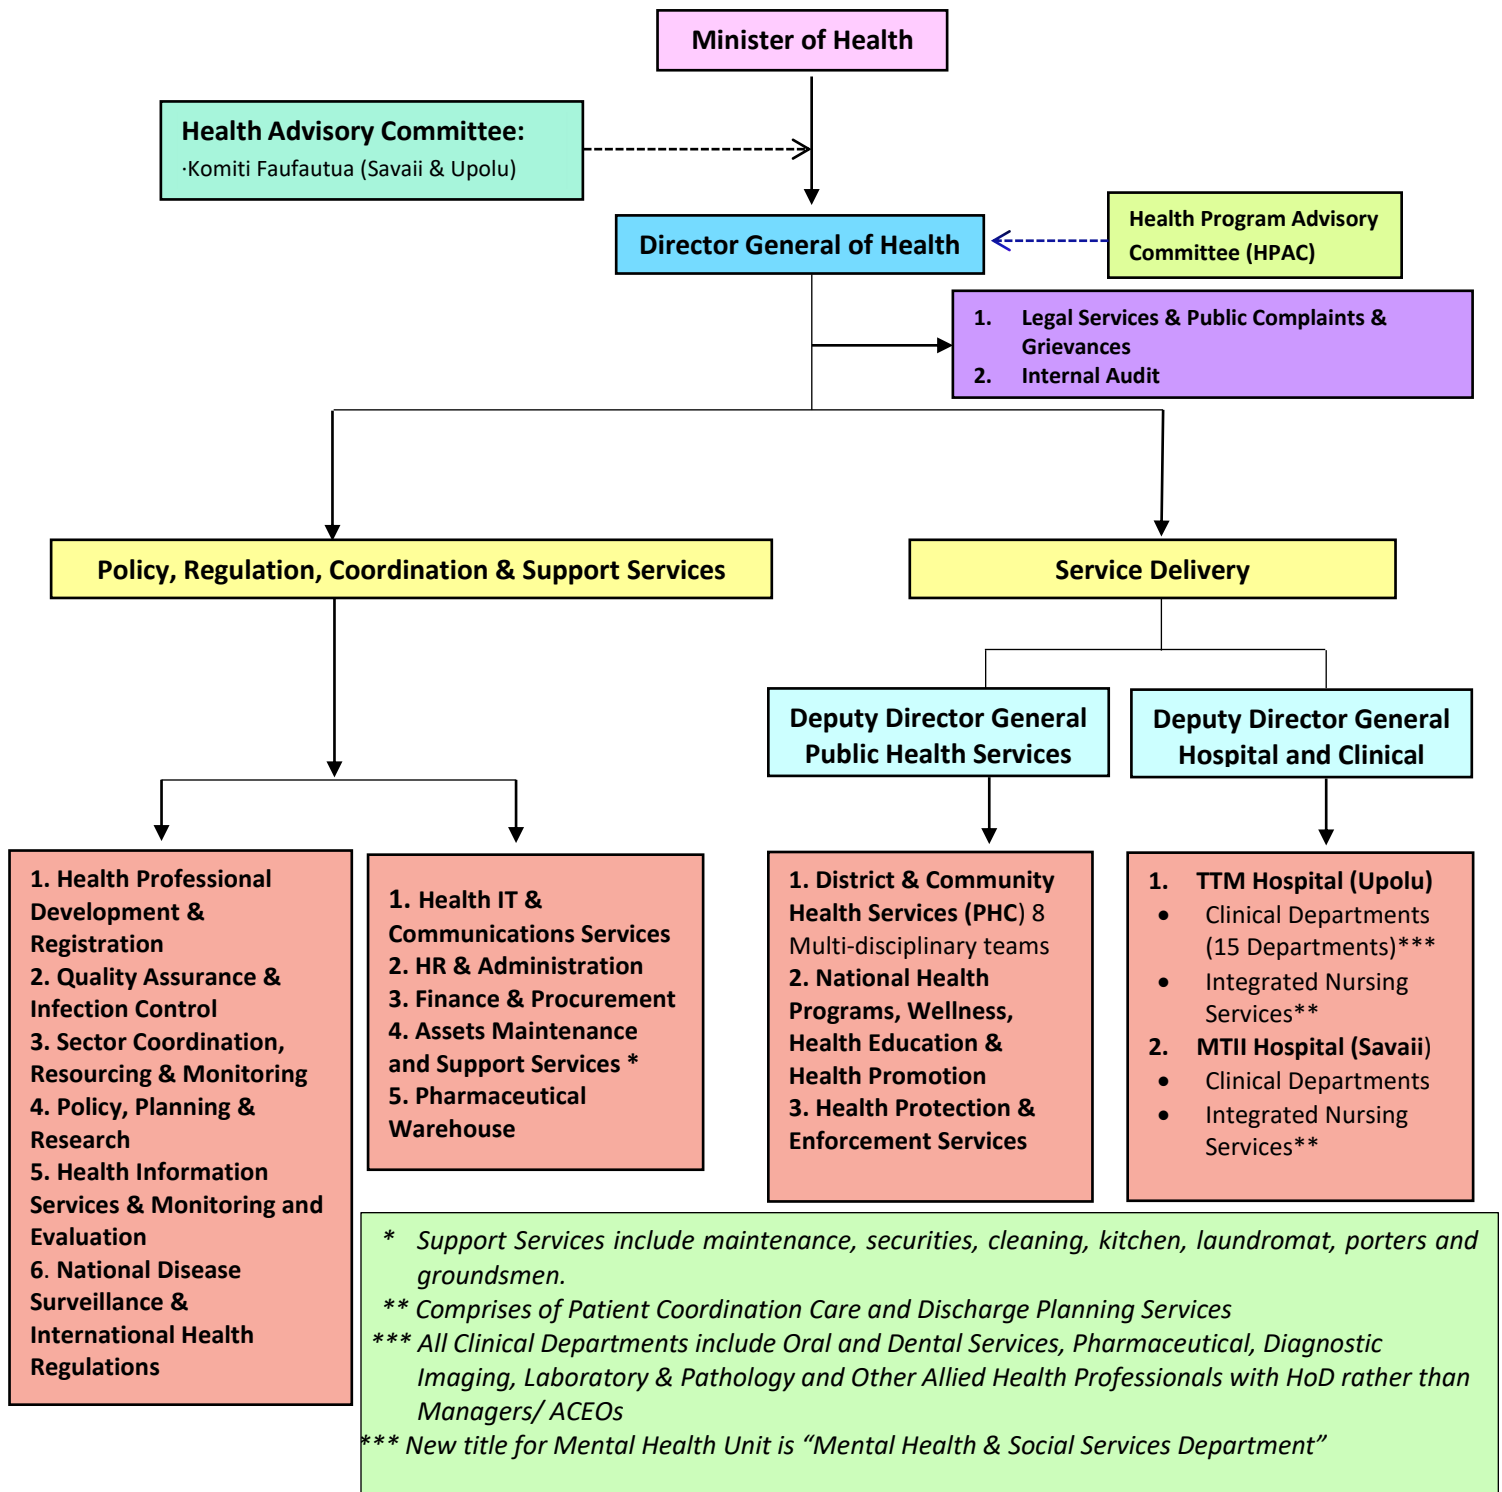 Minister of Health
Health Advisory Committee:
·Komiti Faufautua (Savaii & Upolu)
Director General of Health
Health Program Advisory
Committee (HPAC)
1. Legal Services & Public Complaints &
Grievances
2. Internal Audit
Policy, Regulation, Coordination & Support Services
Service Delivery
Deputy Director General
Public Health Services
Deputy Director General
Hospital and Clinical
1. Health Professional
Development &
Registration
2. Quality Assurance &
Infection Control
3. Sector Coordination,
Resourcing & Monitoring
4. Policy, Planning &
Research
5. Health Information
Services & Monitoring and
Evaluation
6. National Disease
Surveillance &
International Health
Regulations
1. Health IT &
Communications Services
2. HR & Administration
3. Finance & Procurement
4. Assets Maintenance
and Support Services *
5. Pharmaceutical
Warehouse
1. District & Community
Health Services (PHC) 8
Multi-disciplinary teams
2. National Health
Programs, Wellness,
Health Education &
Health Promotion
3. Health Protection &
Enforcement Services
1. TTM Hospital (Upolu)
• Clinical Departments
(15 Departments)***
• Integrated Nursing
Services**
2. MTII Hospital (Savaii)
• Clinical Departments
• Integrated Nursing
Services**
* Support Services include maintenance, securities, cleaning, kitchen, laundromat, porters and
groundsmen.
** Comprises of Patient Coordination Care and Discharge Planning Services
*** All Clinical Departments include Oral and Dental Services, Pharmaceutical, Diagnostic
Imaging, Laboratory & Pathology and Other Allied Health Professionals with HoD rather than
Managers/ ACEOs
*** New title for Mental Health Unit is “Mental Health & Social Services Department”